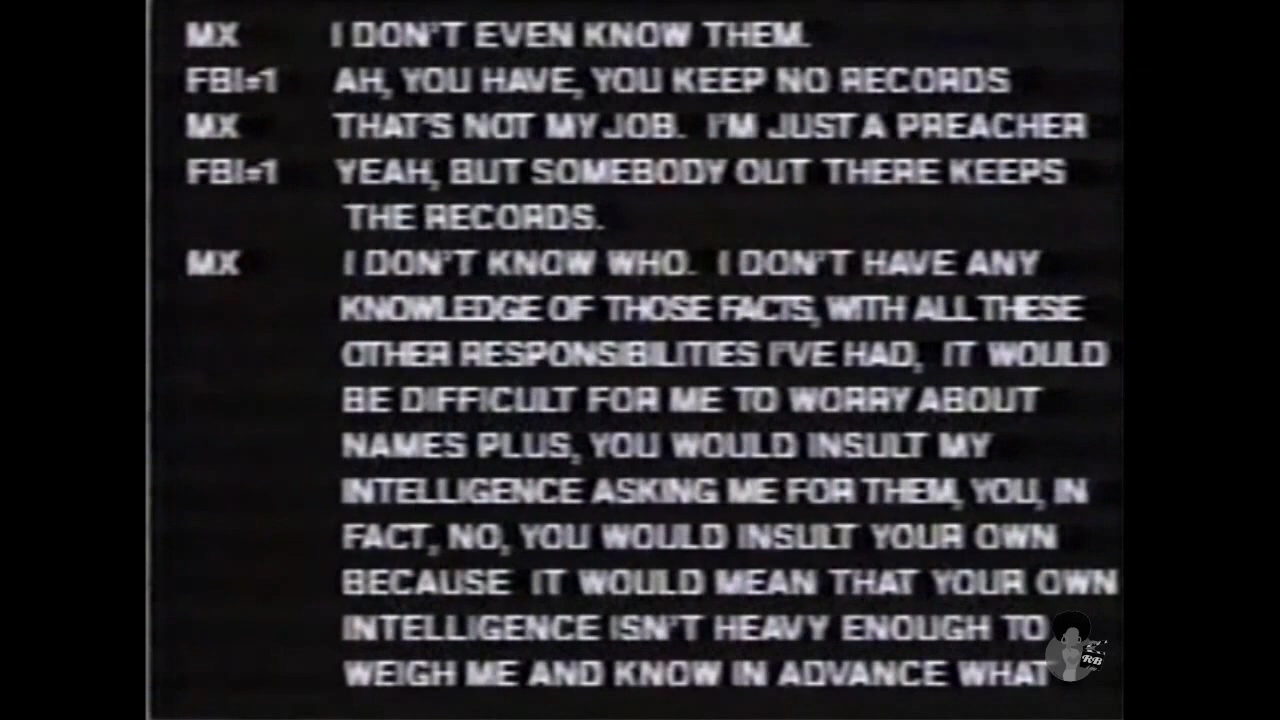 MX I DON'T EVEN KNOW THEM.
FBI=1 AH, YOU HAVE, YOU KEEP NO RECORDS
MX THAT'S NOT MY JOB. I'M JUST A PREACHER
FBI=1 YEAH, BUT SOMEBODY OUT THERE KEEPS
THE RECORDS.
MX I DON'T KNOW WHO. I DON'T HAVE ANY
KNOWLEDGE OF THOSE FACTS, WITH ALL THESE
OTHER RESPONSIBILITIES I'VE HAD, IT WOULD
BE DIFFICULT FOR ME TO WORRY ABOUT
NAMES PLUS, YOU WOULD INSULT MY
INTELLIGENCE ASKING ME FOR THEM, YOU, IN
FACT, NO, YOU WOULD INSULT YOUR OWN
BECAUSE IT WOULD MEAN THAT YOUR OWN
INTELLIGENCE ISN'T HEAVY ENOUGH TO
WEIGH ME AND KNOW IN ADVANCE WHAT
RB